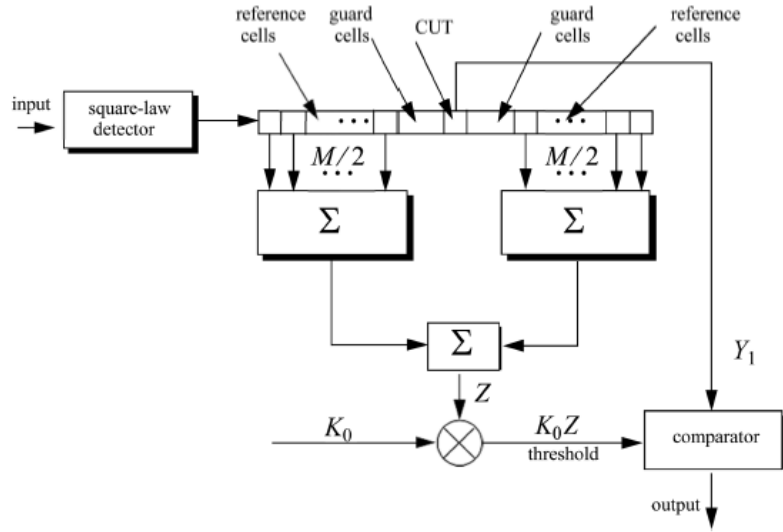 reference
cells
guard
cells
CUT
guard
cells
reference
cells
input
square-law
detector
• • •
• • •
M/2
• • •
M/2
• • •
Σ
Σ
Σ
Y₁
Z
K₀
K₀Z
threshold
comparator
output